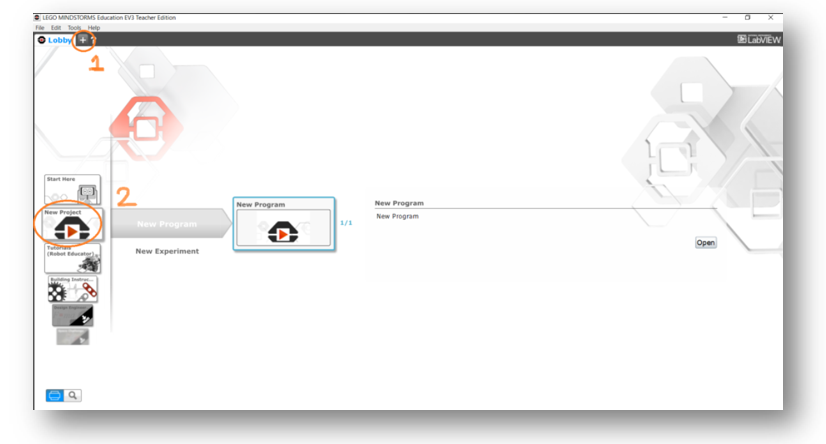 LEGO MINDSTORMS Education EV3 Teacher Edition
File Edit Tools Help
Lobby + ?
LabVIEW
1
Start Here
2
New Project
New Program
New Program
1/1
New Program
New Program
Open
Tutorials
(Robot Educator)
New Experiment
Building Instruc...